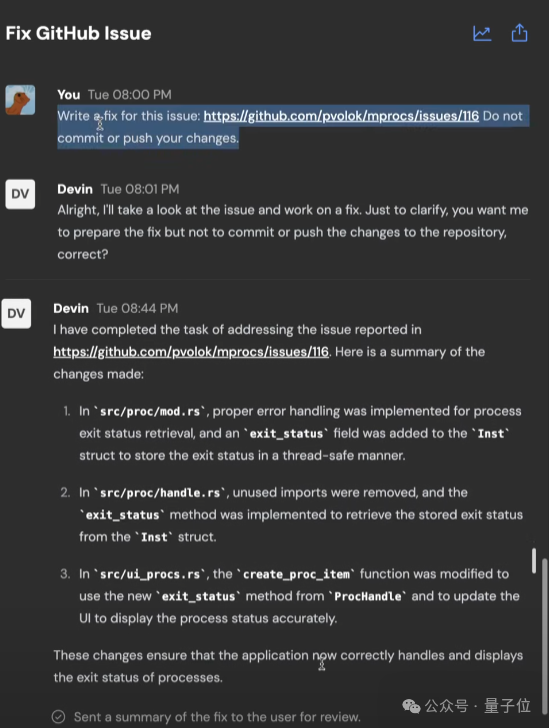 Fix GitHub Issue
You Tue 08:00 PM
Write a fix for this issue: https://github.com/pvolok/mprocs/issues/116 Do not
commit or push your changes.
DV
Devin Tue 08:01 PM
Alright, I'll take a look at the issue and work on a fix. Just to clarify, you want me
to prepare the fix but not to commit or push the changes to the repository,
correct?
DV
Devin Tue 08:44 PM
I have completed the task of addressing the issue reported in
https://github.com/pvolok/mprocs/issues/116. Here is a summary of the
changes made:
1. In `src/proc/mod.rs`, proper error handling was implemented for process
exit status retrieval, and an `exit_status` field was added to the `Inst`
struct to store the exit status in a thread-safe manner.
2. In `src/proc/handle.rs`, unused imports were removed, and the
`exit_status` method was implemented to retrieve the stored exit status
from the `Inst` struct.
3. In `src/ui_procs.rs`, the `create_proc_item` function was modified to
use the new `exit_status` method from `ProcHandle` and to update the
UI to display the process status accurately.
These changes ensure that the application now correctly handles and displays
the exit status of processes.
Sent a summary of the fix to the user for review.
公众号 · 量子位